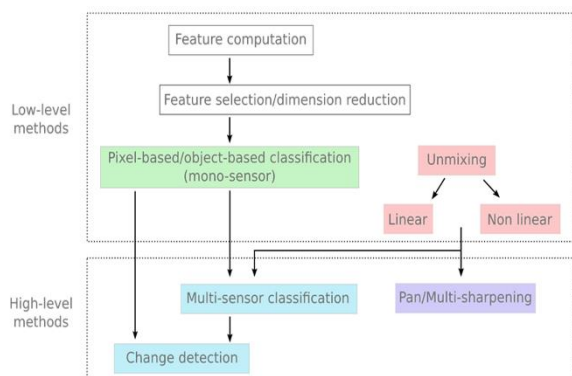 Feature computation
Feature selection/dimension reduction
Low-level
methods
Pixel-based/object-based classification
(mono-sensor)
Unmixing
Linear
Non linear
High-level
methods
Multi-sensor classification
Pan/Multi-sharpening
Change detection